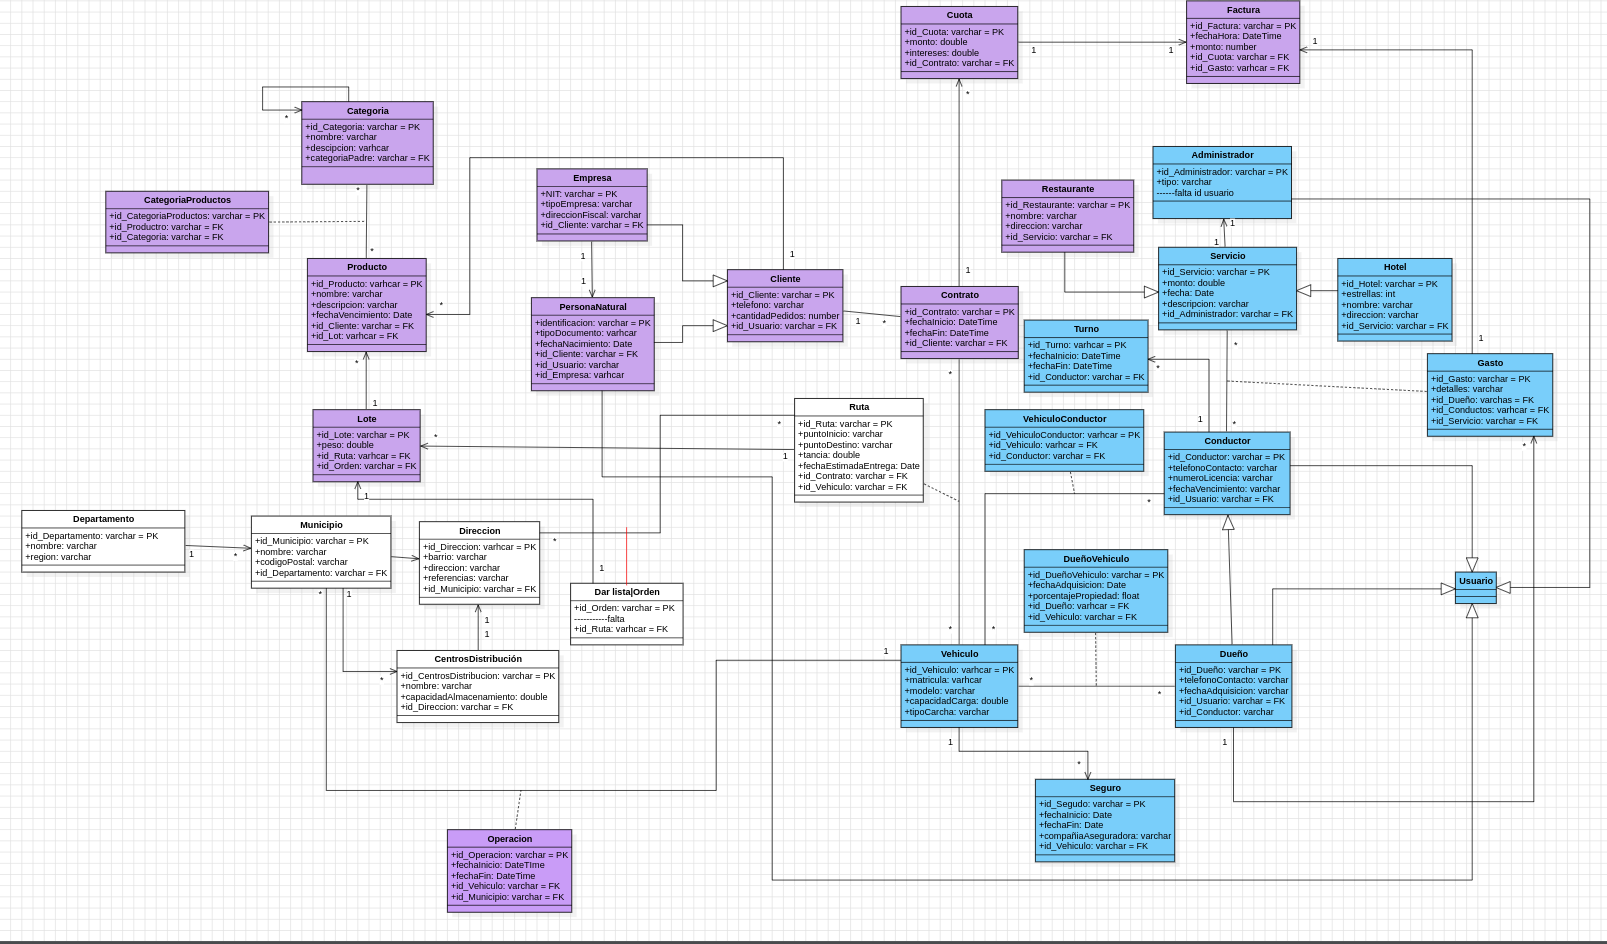 Cuota
+id_Cuota: varchar = PK
+monto: double
+intereses: double
+id_Contrato: varchar = FK
Factura
+id_Factura: varchar = PK
+fechaHora: DateTime
+monto: number
+id_Cuota: varchar = FK
+id_Gasto: varhcar = FK
1
1
1
*
Categoria
+id_Categoria: varchar = PK
+nombre: varchar
+descipcion: varhcar
+categoriaPadre: varchar = FK
*
*
*
CategoriaProductos
+id_CategoriaProductos: varchar = PK
+id_Productro: varchar = FK
+id_Categoria: varchar = FK
Empresa
+NIT: varchar = PK
+tipoEmpresa: varchar
+direccionFiscal: varchar
+id_Cliente: varchar = FK
1
1
Restaurante
+id_Restaurante: varchar = PK
+nombre: varchar
+direccion: varchar
+id_Servicio: varchar = FK
Administrador
+id_Administrador: varchar = PK
+tipo: varchar
------falta id usuario
1
1
Producto
+id_Producto: varhcar = PK
+nombre: varchar
+descripcion: varchar
+fechaVencimiento: Date
+id_Cliente: varchar = FK
+id_Lot: varhcar = FK
*
*
1
PersonaNatural
+identificacion: varchar = PK
+tipoDocumento: varhcar
+fechaNacimiento: Date
+id_Cliente: varchar = FK
+id_Usuario: varchar
+id_Empresa: varhcar
Cliente
+id_Cliente: varchar = PK
+telefono: varchar
+cantidadPedidos: number
+id_Usuario: varchar = FK
1
1
*
Contrato
+id_Contrato: varchar = PK
+fechaInicio: DateTime
+fechaFin: DateTime
+id_Cliente: varchar = FK
1
*
Servicio
+id_Servicio: varchar = PK
+monto: double
+fecha: Date
+descripcion: varchar
+id_Administrador: varchar = FK
*
*
Hotel
+id_Hotel: varchar = PK
+estrellas: int
+nombre: varchar
+direccion: varchar
+id_Servicio: varchar = FK
Turno
+id_Turno: varhcar = PK
+fechaInicio: DateTime
+fechaFin: DateTime
+id_Conductor: varchar = FK
*
1
Gasto
+id_Gasto: varchar = PK
+detalles: varchar
+id_Dueño: varchas = FK
+id_Conductos: varhcar = FK
+id_Servicio: varchar = FK
1
*
Lote
+id_Lote: varchar = PK
+peso: double
+id_Ruta: varhcar = FK
+id_Orden: varchar = FK
*
1
Ruta
+id_Ruta: varchar = PK
+puntoInicio: varchar
+puntoDestino: varchar
+tancia: double
+fechaEstimadaEntrega: Date
+id_Contrato: varchar = FK
+id_Vehiculo: varchar = FK
*
1
VehiculoConductor
+id_VehiculoConductor: varhcar = PK
+id_Vehiculo: varhcar = FK
+id_Conductor: varchar = FK
Conductor
+id_Conductor: varchar = PK
+telefonoContacto: varchar
+numeroLicencia: varchar
+fechaVencimiento: varchar
+id_Usuario: varchar = FK
*
Departamento
+id_Departamento: varchar = PK
+nombre: varchar
+region: varchar
1
*
Municipio
+id_Municipio: varchar = PK
+nombre: varchar
+codigoPostal: varchar
+id_Departamento: varchar = FK
*
1
Direccion
+id_Direccion: varhcar = PK
+barrio: varchar
+direccion: varchar
+referencias: varchar
+id_Municipio: varchar = FK
*
1
1
1
Dar lista|Orden
+id_Orden: varchar = PK
-----------falta
+id_Ruta: varhcar = FK
DueñoVehiculo
+id_DueñoVehiculo: varchar = PK
+fechaAdquisicion: Date
+porcentajePropiedad: float
+id_Dueño: varhcar = FK
+id_Vehiculo: varchar = FK
Usuario
CentrosDistribución
+id_CentrosDistribucion: varchar = PK
+nombre: varchar
+capacidadAlmacenamiento: double
+id_Direccion: varchar = FK
*
Vehiculo
+id_Vehiculo: varhcar = PK
+matricula: varhcar
+modelo: varchar
+capacidadCarga: double
+tipoCarcha: varchar
1
*
*
*
*
1
*
Dueño
+id_Dueño: varchar = PK
+telefonoContacto: varchar
+fechaAdquisicion: varchar
+id_Usuario: varchar = FK
+id_Conductor: varchar
1
Seguro
+id_Segudo: varchar = PK
+fechaInicio: Date
+fechaFin: Date
+compañiaAseguradora: varchar
+id_Vehiculo: varchar = FK
Operacion
+id_Operacion: varchar = PK
+fechaInicio: DateTIme
+fechaFin: DateTime
+id_Vehiculo: varchar = FK
+id_Municipio: varchar = FK